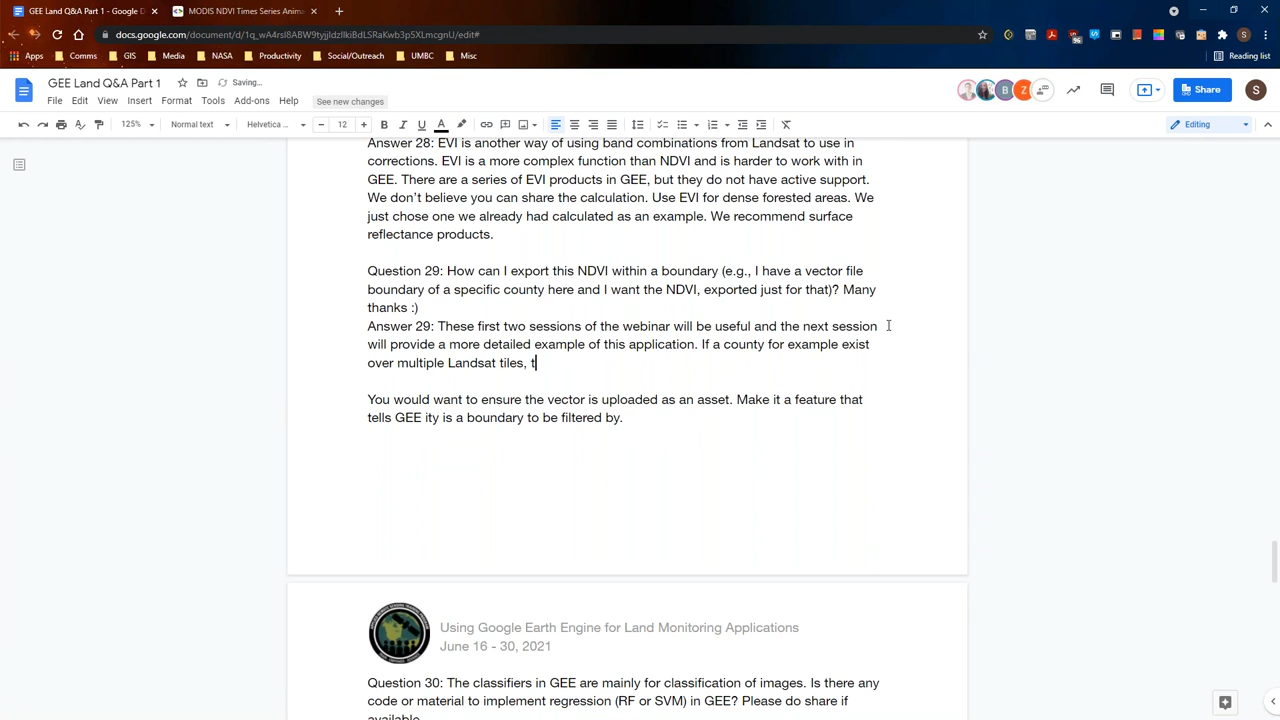 GEE Land Q&A Part 1 - Google D
MODIS NDVI Times Series Anima
docs.google.com/document/d/
Apps Comms GIS Media NASA Productivity Social/Outreach UMBC Misc Reading list
GEE Land Q&A Part 1 Saving...
File Edit View Insert Format Tools Add-ons Help See new changes
Share
S
125% Normal text Helvetica ... 12 B I U A Editing
Answer 28: EVI is another way of using band combinations from Landsat to use in
corrections. EVI is a more complex function than NDVI and is harder to work with in
GEE. There are a series of EVI products in GEE, but they do not have active support.
We don't believe you can share the calculation. Use EVI for dense forested areas. We
just chose one we already had calculated as an example. We recommend surface
reflectance products.
Question 29: How can I export this NDVI within a boundary (e.g., I have a vector file
boundary of a specific county here and I want the NDVI, exported just for that)? Many
thanks :)
Answer 29: These first two sessions of the webinar will be useful and the next session
will provide a more detailed example of this application. If a county for example exist
over multiple Landsat tiles, t
You would want to ensure the vector is uploaded as an asset. Make it a feature that
tells GEE ity is a boundary to be filtered by.
Using Google Earth Engine for Land Monitoring Applications
June 16 - 30, 2021
Question 30: The classifiers in GEE are mainly for classification of images. Is there any
code or material to implement regression (RF or SVM) in GEE? Please do share if
available.